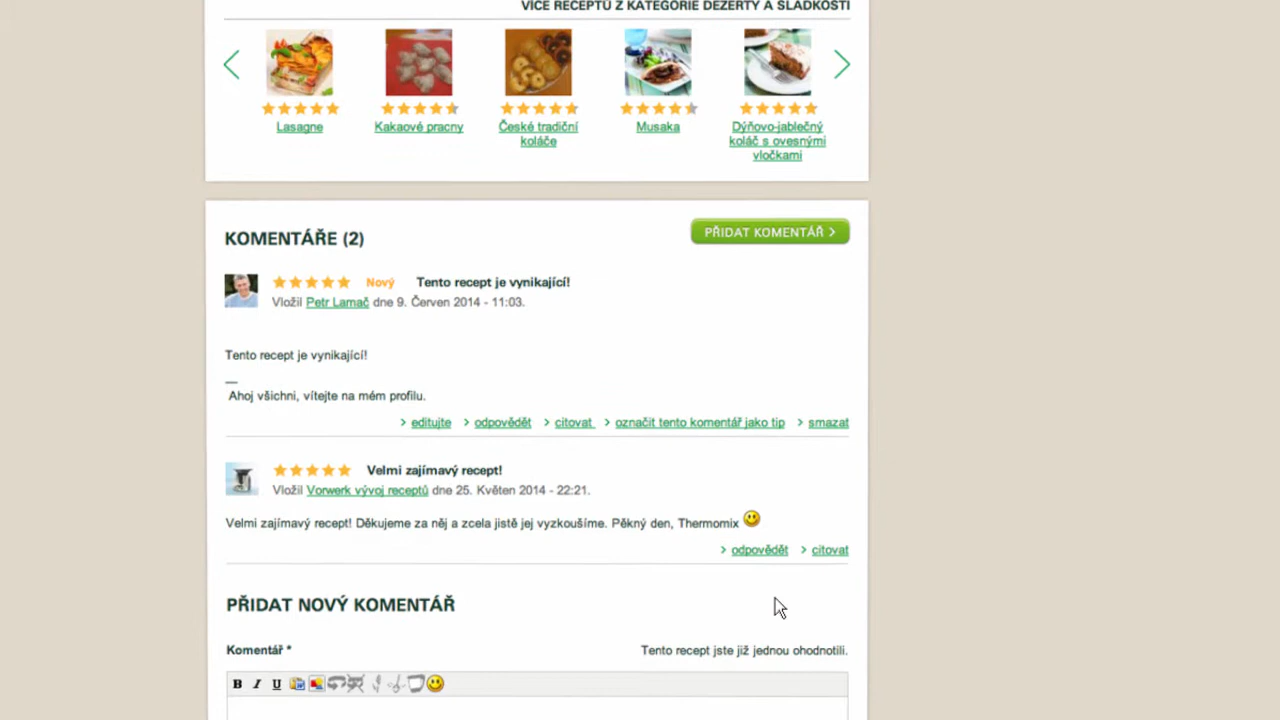 VÍCE RECEPTŮ Z KATEGORIE DEZERTY A SLADKOSTI
Lasagne
Kakaové pracny
České tradiční
koláče
Musaka
Dýňovo-jablečný
koláč s ovesnými
vločkami
KOMENTÁŘE (2)
PŘIDAT KOMENTÁŘ >
Nový Tento recept je vynikající!
Vložil Petr Lamač dne 9. Červen 2014 - 11:03.
Tento recept je vynikající!
__
Ahoj všichni, vítejte na mém profilu.
> editujte > odpovědět > citovat > označit tento komentář jako tip > smazat
Velmi zajímavý recept!
Vložil Vorwerk vývoj receptů dne 25. Květen 2014 - 22:21.
Velmi zajímavý recept! Děkujeme za něj a zcela jistě jej vyzkoušíme. Pěkný den, Thermomix
> odpovědět > citovat
PŘIDAT NOVÝ KOMENTÁŘ
Komentář * Tento recept jste již jednou ohodnotili.
B I U